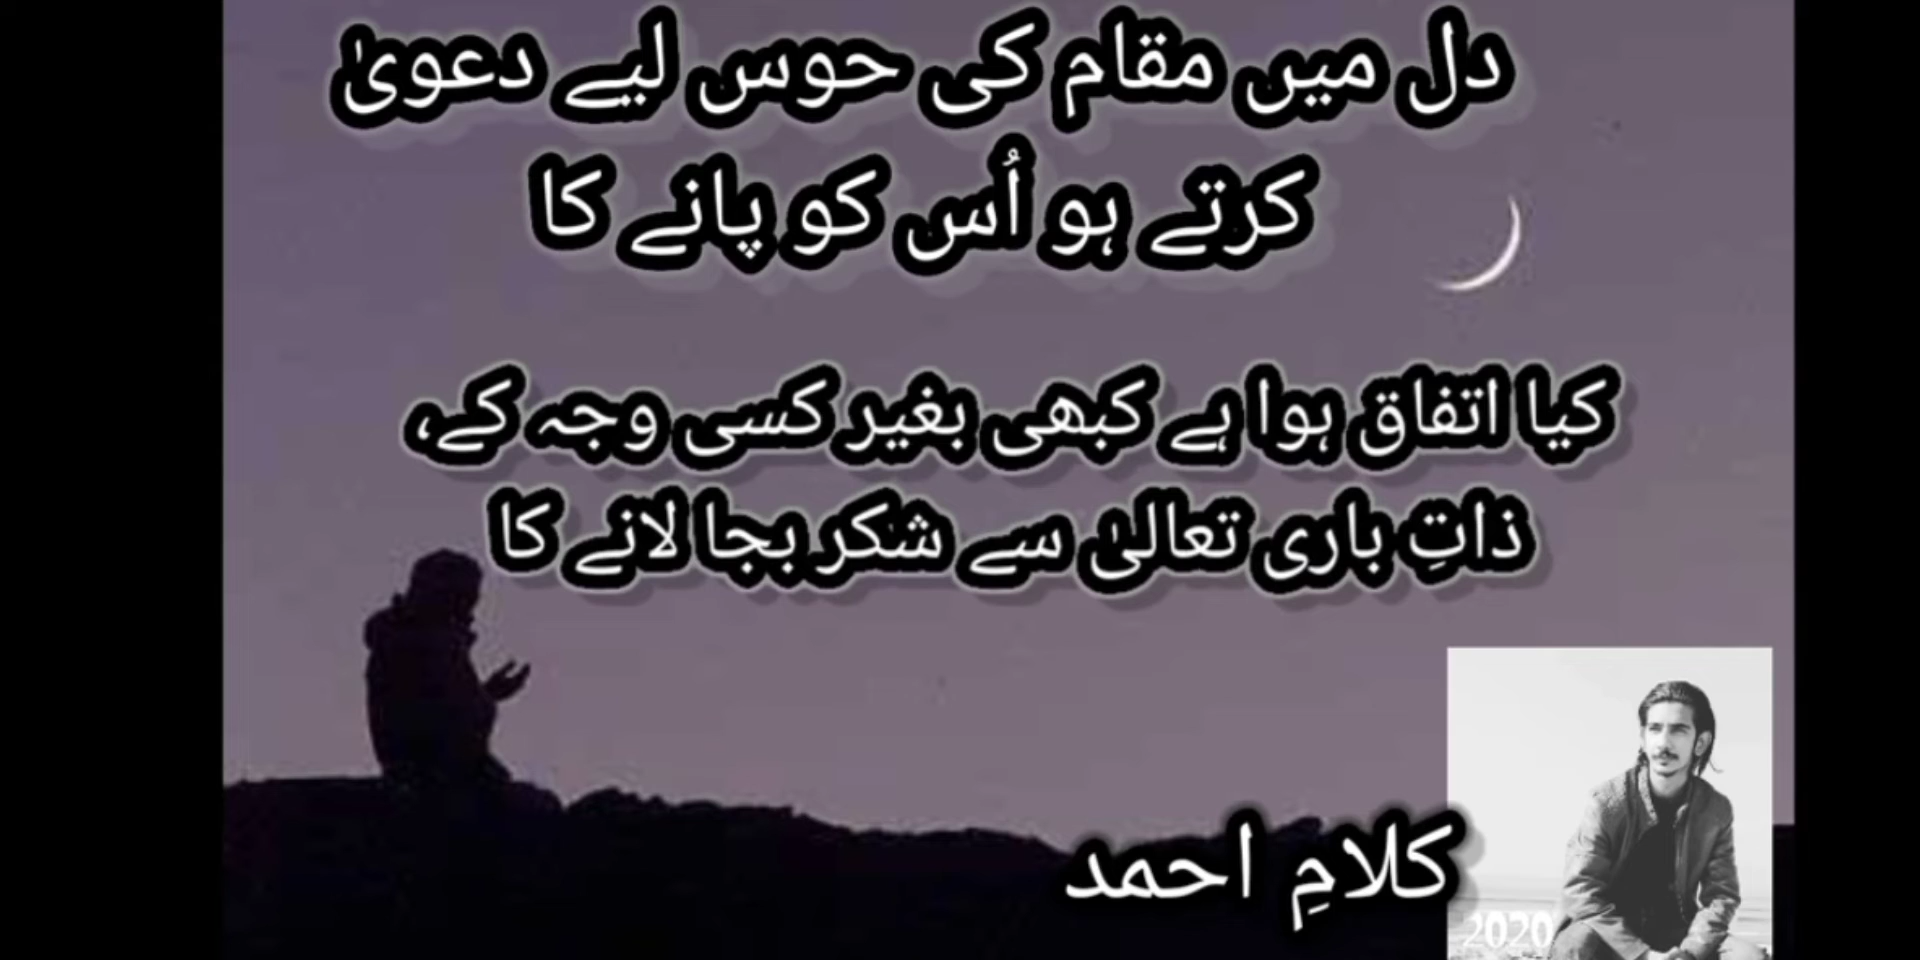 دل میں مقام کی حوس لیے دعویٰ
کرتے ہو اُس کو پانے کا
کیا اتفاق ہوا ہے کبھی بغیر کسی وجہ کے،
ذاتِ باری تعالیٰ سے شکر بجا لانے کا
کلامِ احمد
2020